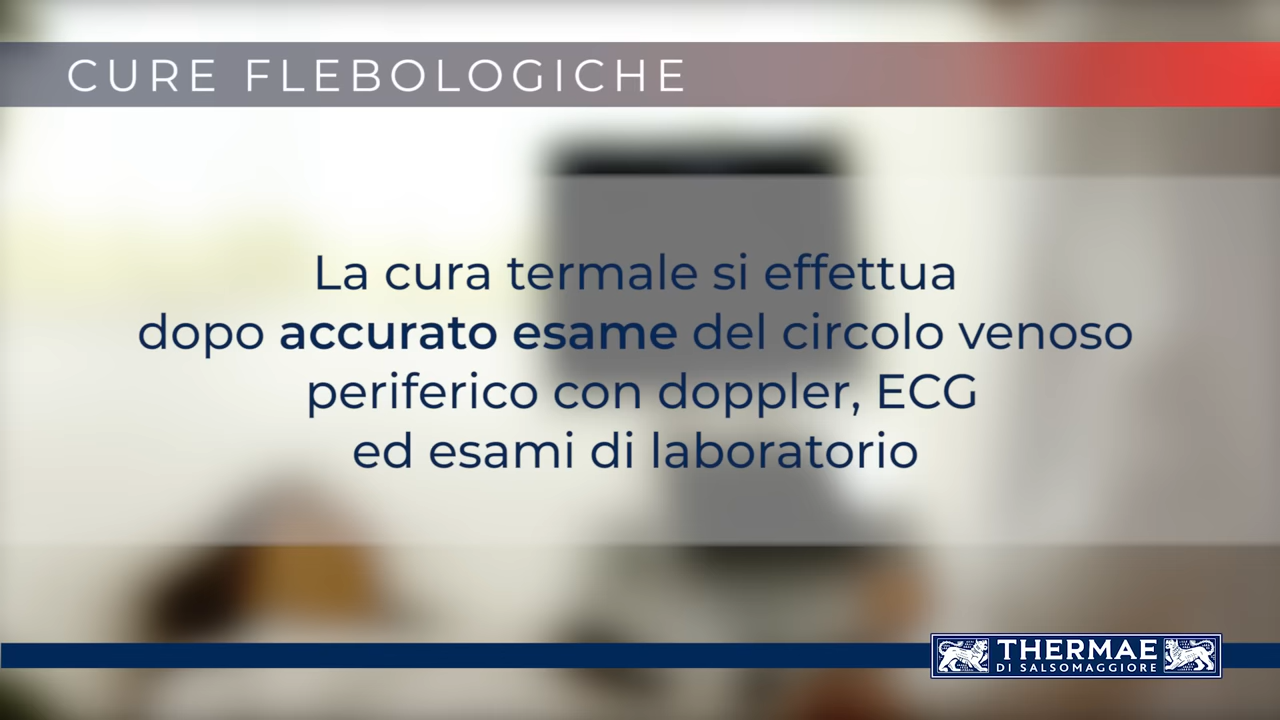 CURE FLEBOLOGICHE
La cura termale si effettua
dopo accurato esame del circolo venoso
periferico con doppler, ECG
ed esami di laboratorio
THERMAE
DI SALSOMAGGIORE